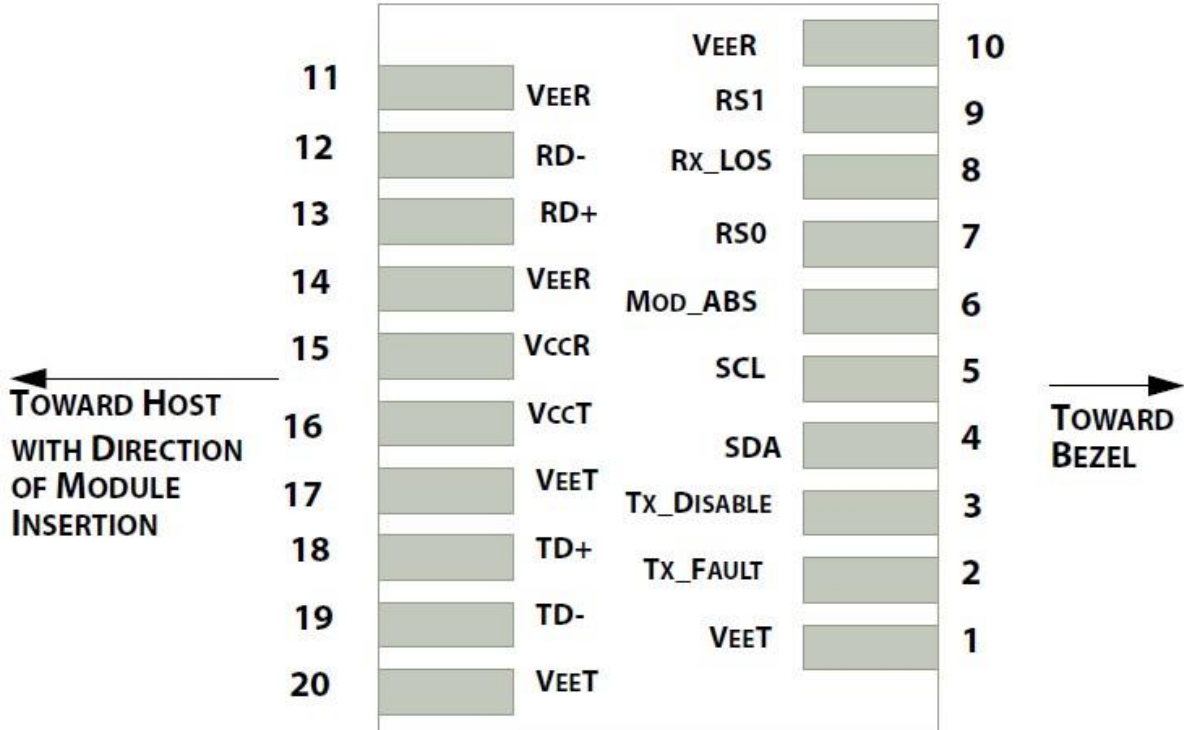 11 VEER
12 RD-
13 RD+
14 VEER
15 VCCR
16 VCCT
17 VEET
18 TD+
19 TD-
20 VEET
VEER 10
RS1 9
RX_LOS 8
RS0 7
MOD_ABS 6
SCL 5
SDA 4
TX_DISABLE 3
TX_FAULT 2
VEET 1
TOWARD HOST
WITH DIRECTION
OF MODULE
INSERTION
TOWARD
BEZEL